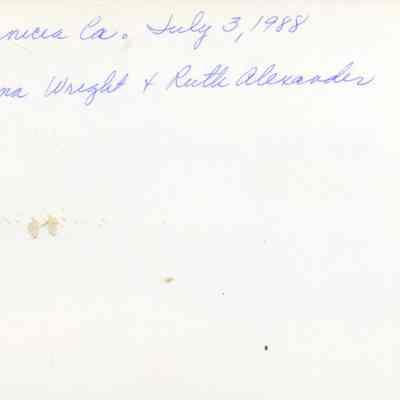 nicia Ca. July 3, 1988
na Wright & Ruth Alexander